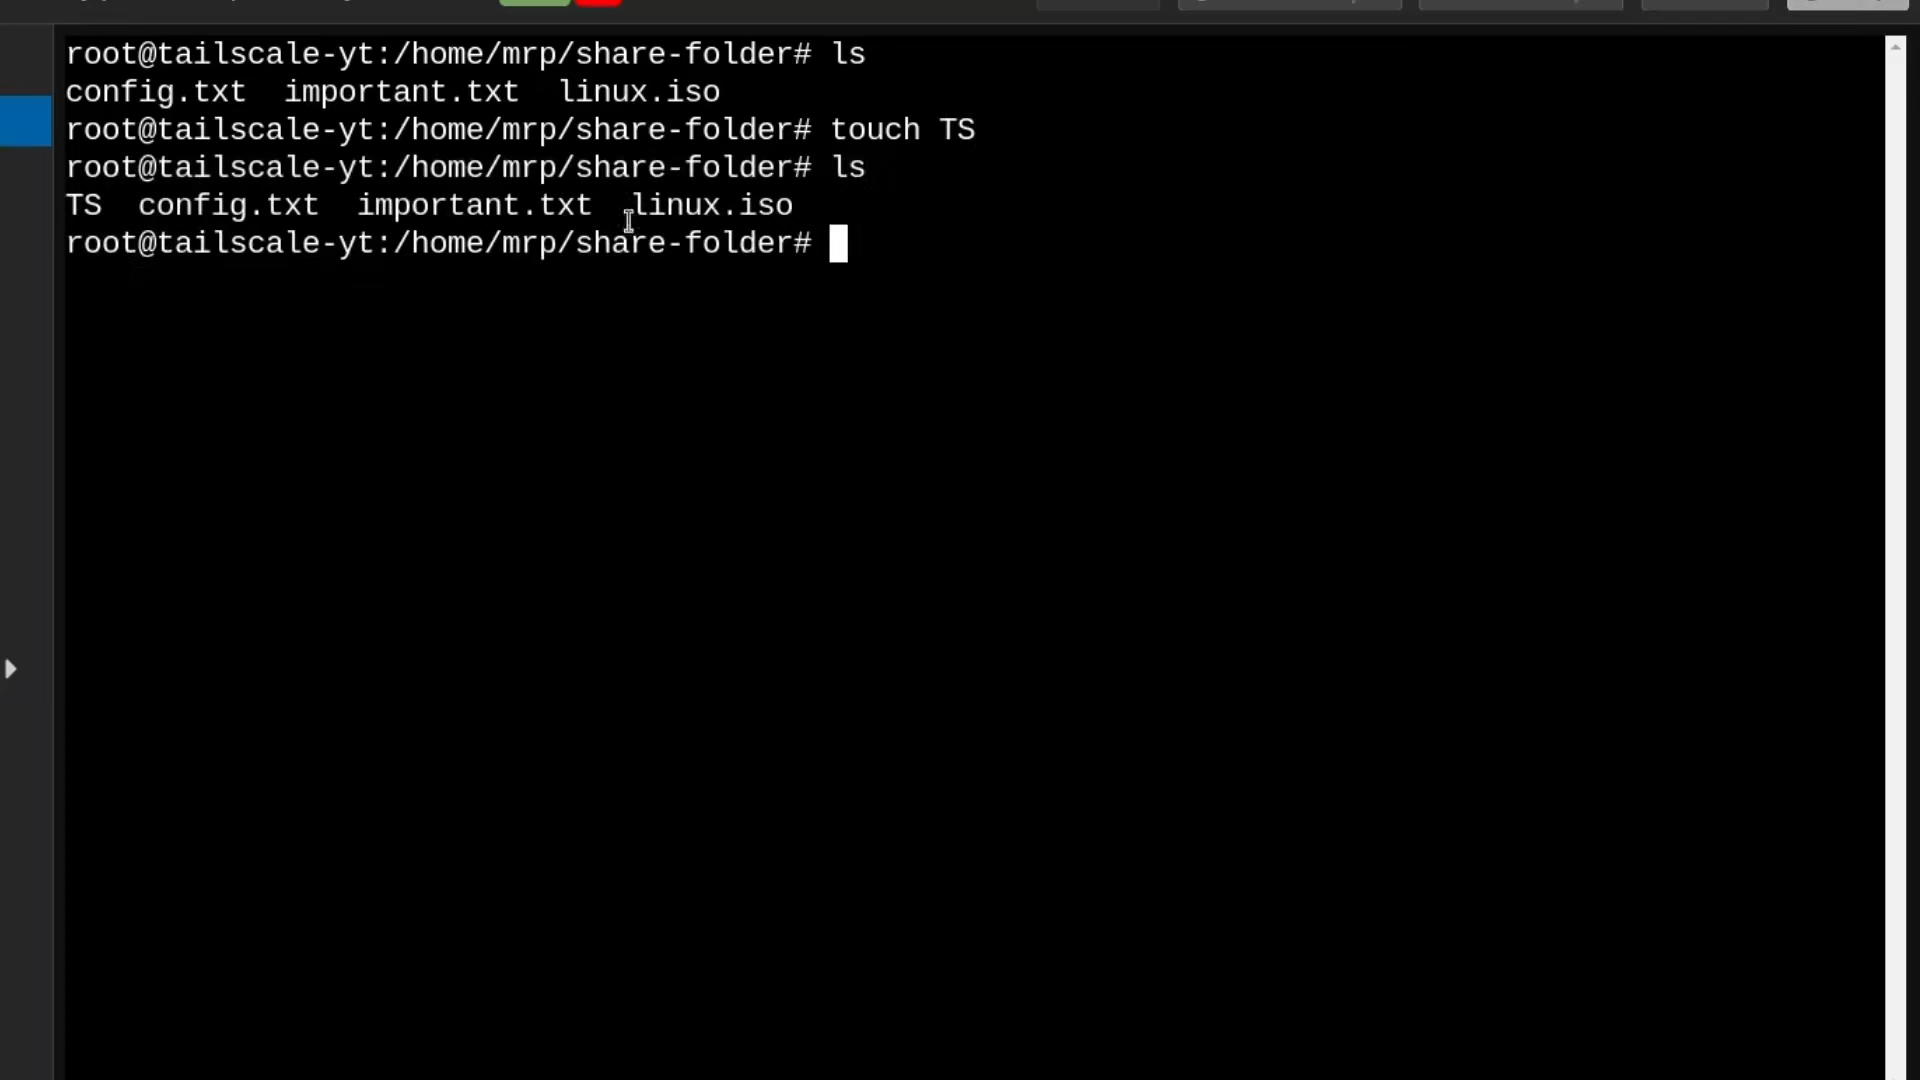 root@tailscale-yt:/home/mrp/share-folder# ls
config.txt  important.txt  linux.iso
root@tailscale-yt:/home/mrp/share-folder# touch TS
root@tailscale-yt:/home/mrp/share-folder# ls
TS  config.txt  important.txt  linux.iso
root@tailscale-yt:/home/mrp/share-folder#